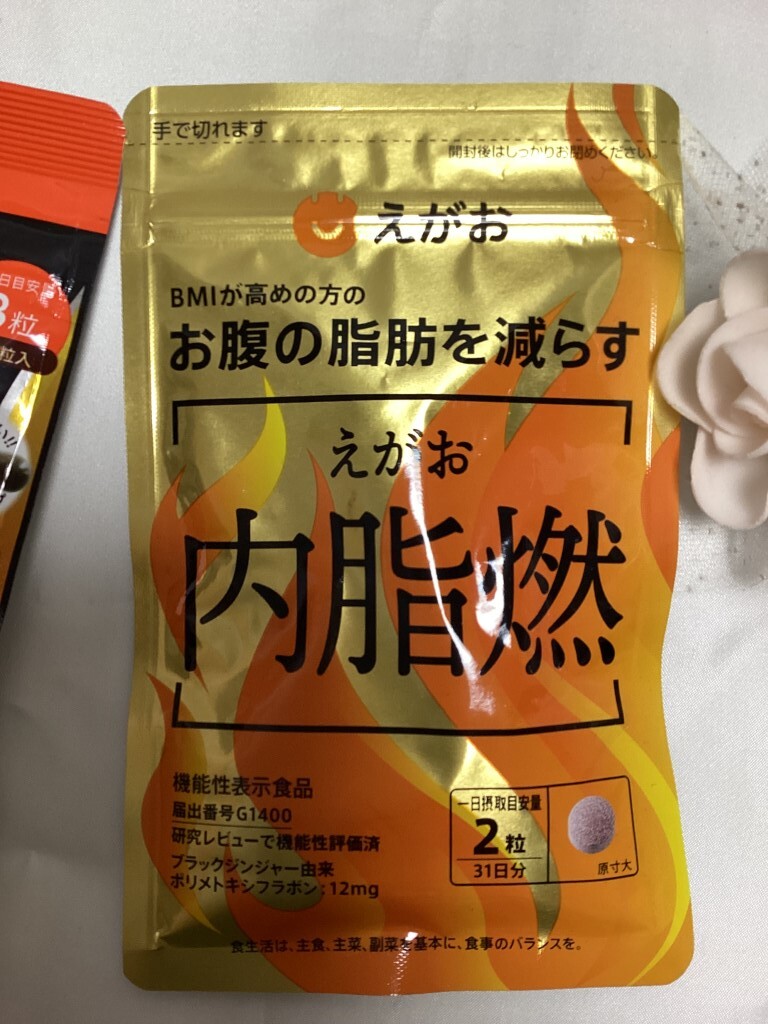 手で切れます
開封後はしっかりお閉めください。
えがお
BMIが高めの方の
お腹の脂肪を減らす
えがお
内脂燃
機能性表示食品
届出番号G1400
研究レビューで機能性評価済
ブラックジンジャー由来
ポリメトキシフラボン:12mg
一日摂取目安量
2粒
31日分
原寸大
食生活は、主食、主菜、副菜を基本に、食事のバランスを。
日目安
3粒
粒入